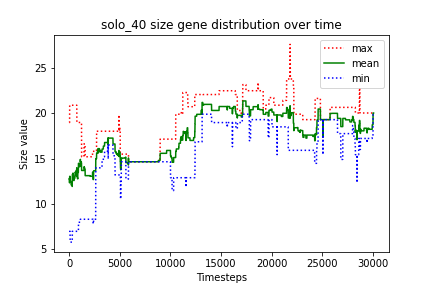 solo_40 size gene distribution over time
max
mean
min
Size value
25
20
15
10
5
0
5000
10000
15000
20000
25000
30000
Timesteps